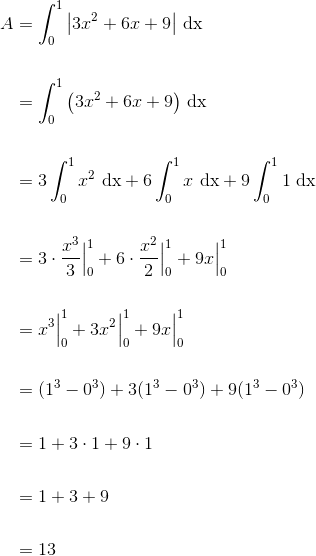 A = ∫₀¹ |3x² + 6x + 9| dx
= ∫₀¹ (3x² + 6x + 9) dx
= 3 ∫₀¹ x² dx + 6 ∫₀¹ x dx + 9 ∫₀¹ 1 dx
= 3 · x³/3 |₀¹ + 6 · x²/2 |₀¹ + 9x |₀¹
= x³ |₀¹ + 3x² |₀¹ + 9x |₀¹
= (1³ − 0³) + 3(1³ − 0³) + 9(1³ − 0³)
= 1 + 3 · 1 + 9 · 1
= 1 + 3 + 9
= 13